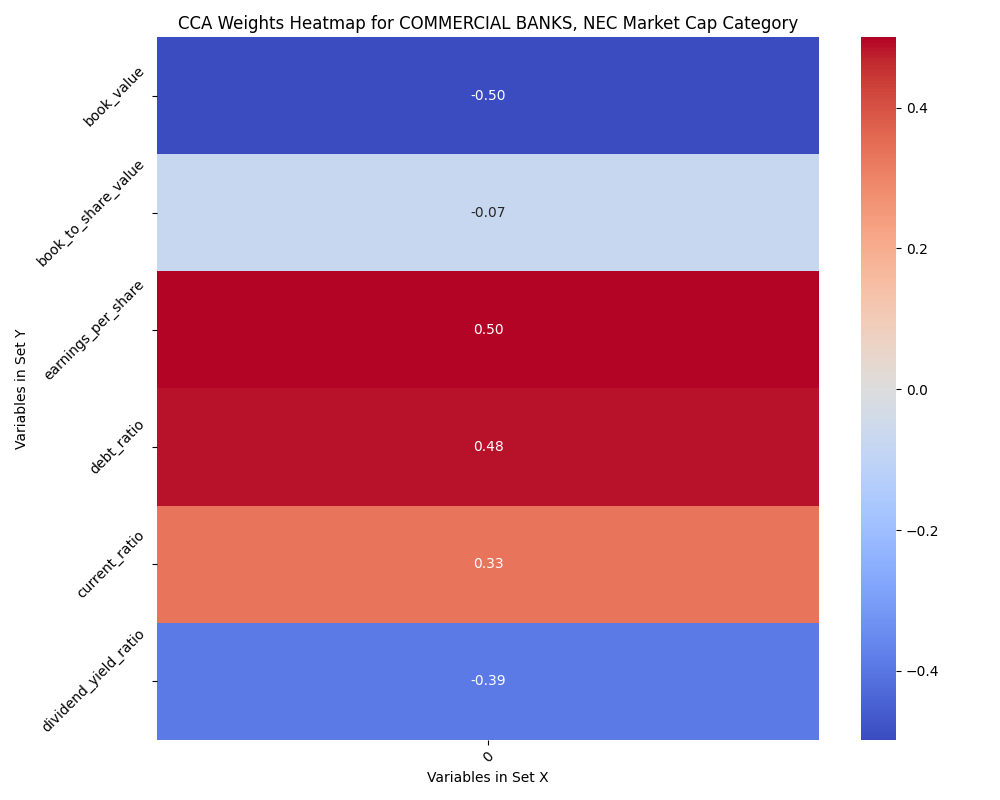 CCA Weights Heatmap for COMMERCIAL BANKS, NEC Market Cap Category
Variables in Set Y
book_value
-0.50
book_to_share_value
-0.07
earnings_per_share
0.50
debt_ratio
0.48
current_ratio
0.33
dividend_yield_ratio
-0.39
0
Variables in Set X
0.4
0.2
0.0
−0.2
−0.4